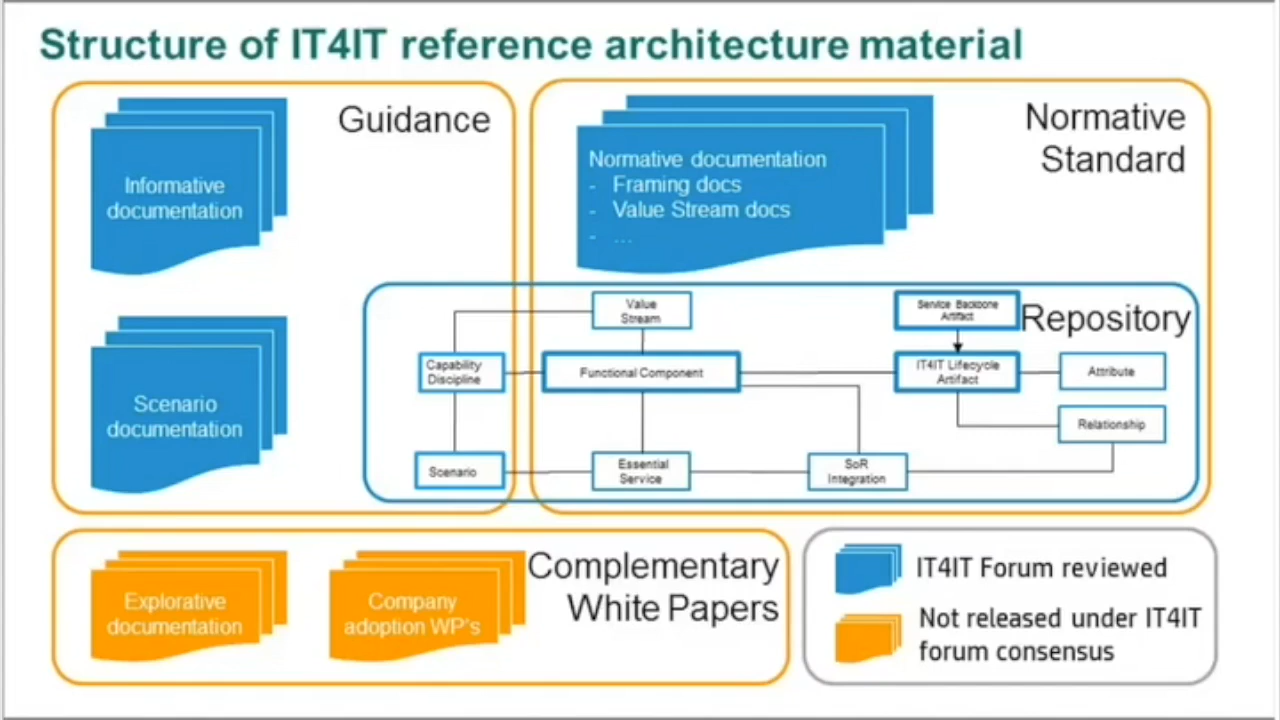 Structure of IT4IT reference architecture material
Guidance
Informative
documentation
Scenario
documentation
Normative
Standard
Normative documentation
- Framing docs
- Value Stream docs
- ...
Repository
Value
Stream
Service Backbone
Artifact
Capability
Discipline
Functional Component
IT4IT Lifecycle
Artifact
Attribute
Relationship
Scenario
Essential
Service
SoR
Integration
Complementary
White Papers
Explorative
documentation
Company
adoption WP's
IT4IT Forum reviewed
Not released under IT4IT
forum consensus